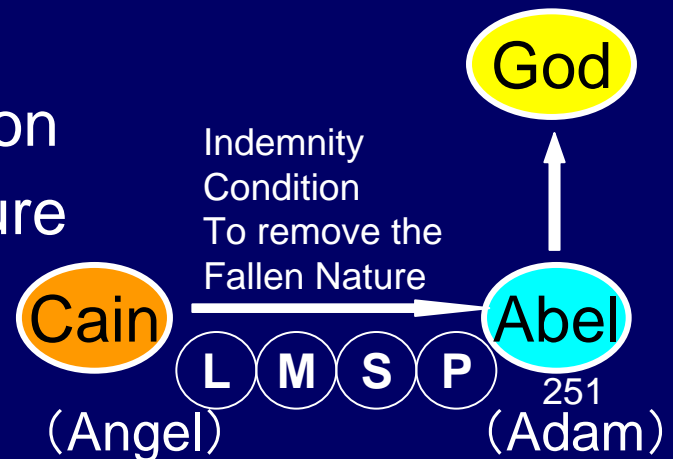 God
on
ure
Indemnity
Condition
To remove the
Fallen Nature
Cain
Abel
L M S P
251
(Angel)
(Adam)